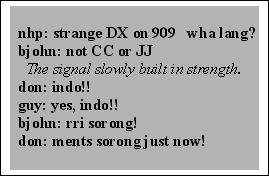 nhp: strange DX on 909   wha lang?
bjohn: not CC or JJ
The signal slowly built in strength.
don: indo!!
guy: yes, indo!!
bjohn: rri sorong!
don: ments sorong just now!